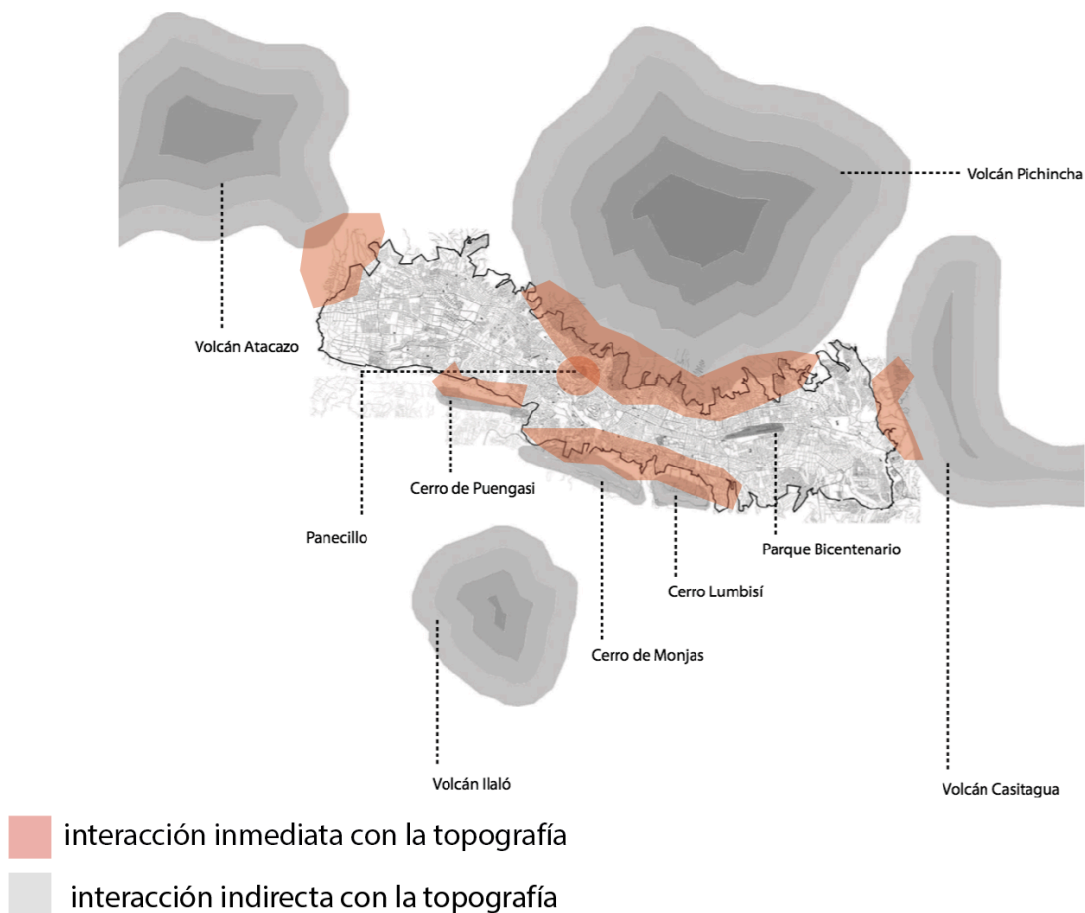 Volcán Pichincha
Volcán Atacazo
Cerro de Puengasi
Panecillo
Parque Bicentenario
Cerro Lumbisí
Cerro de Monjas
Volcán Ilaló
Volcán Casitagua
interacción inmediata con la topografía
interacción indirecta con la topografía